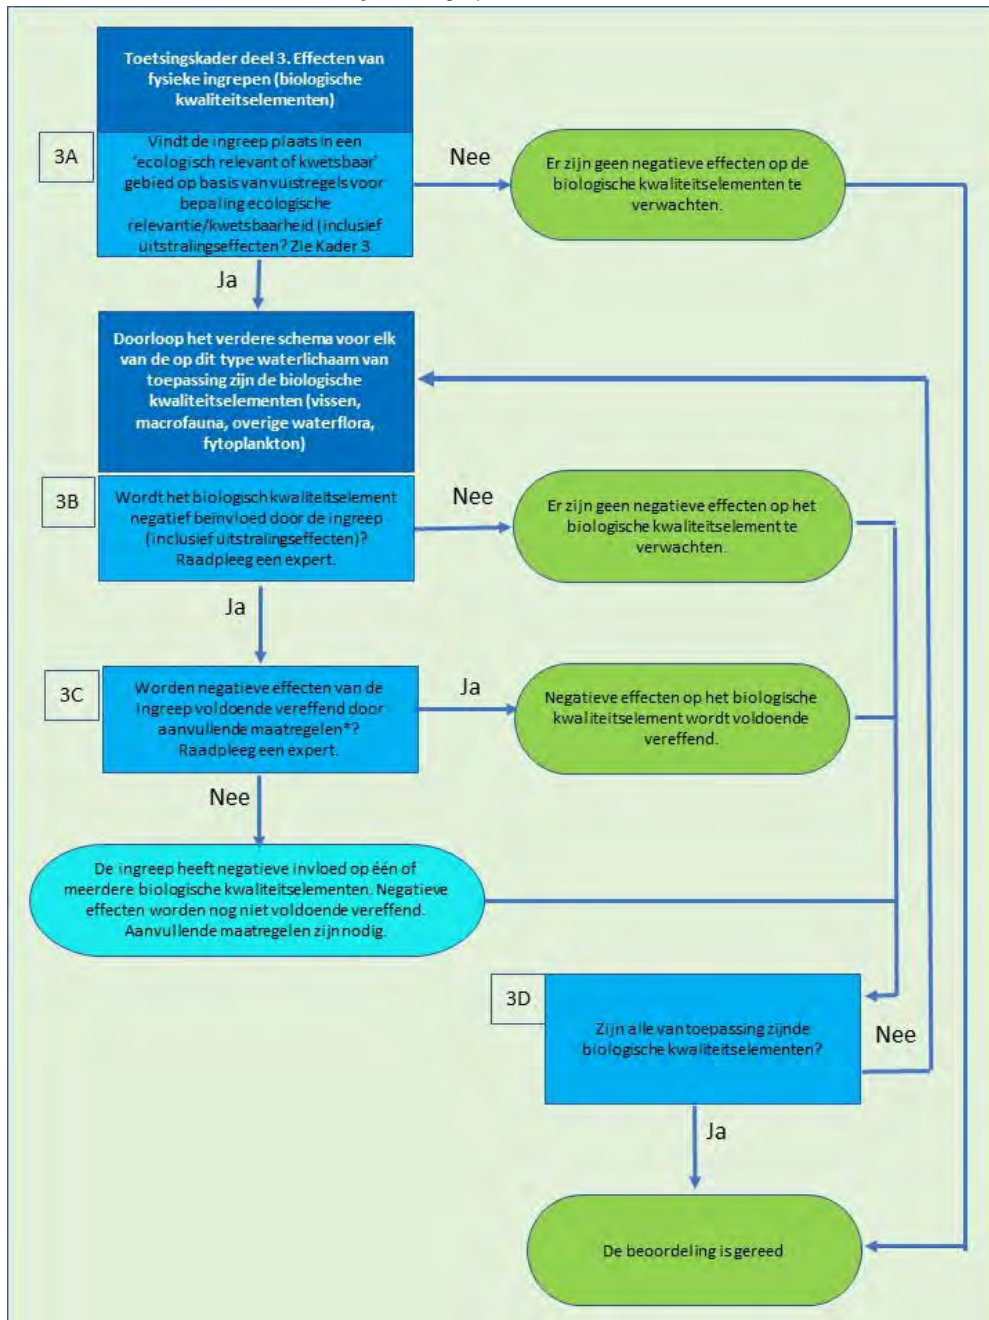 Toetsingskader deel 3. Effecten van
fysieke ingrepen (biologische
kwaliteitselementen)
3A
Vindt de ingreep plaats in een
'ecologisch relevant of kwetsbaar'
gebied op basis van vuistregels voor
bepaling ecologische
relevantie/kwetsbaarheid (inclusief
uitstralingseffecten? Zie Kader 3
Nee
Er zijn geen negatieve effecten op de
biologische kwaliteitselementen te
verwachten.
Ja
Doorloop het verdere schema voor elk
van de op dit type waterlichaam van
toepassing zijn de biologische
kwaliteitselementen (vissen,
macrofauna, overige waterflora,
fytoplankton)
3B
Wordt het biologisch kwaliteitselement
negatief beïnvloed door de ingreep
(inclusief uitstralingseffecten)?
Raadpleeg een expert.
Nee
Er zijn geen negatieve effecten op het
biologische kwaliteitselement te
verwachten.
Ja
3C
Worden negatieve effecten van de
ingreep voldoende vereffend door
aanvullende maatregelen*?
Raadpleeg een expert.
Ja
Negatieve effecten op het biologische
kwaliteitselement wordt voldoende
vereffend.
Nee
De ingreep heeft negatieve invloed op één of
meerdere biologische kwaliteitselementen. Negatieve
effecten worden nog niet voldoende vereffend.
Aanvullende maatregelen zijn nodig.
3D
Zijn alle van toepassing zijnde
biologische kwaliteitselementen?
Nee
Ja
De beoordeling is gereed